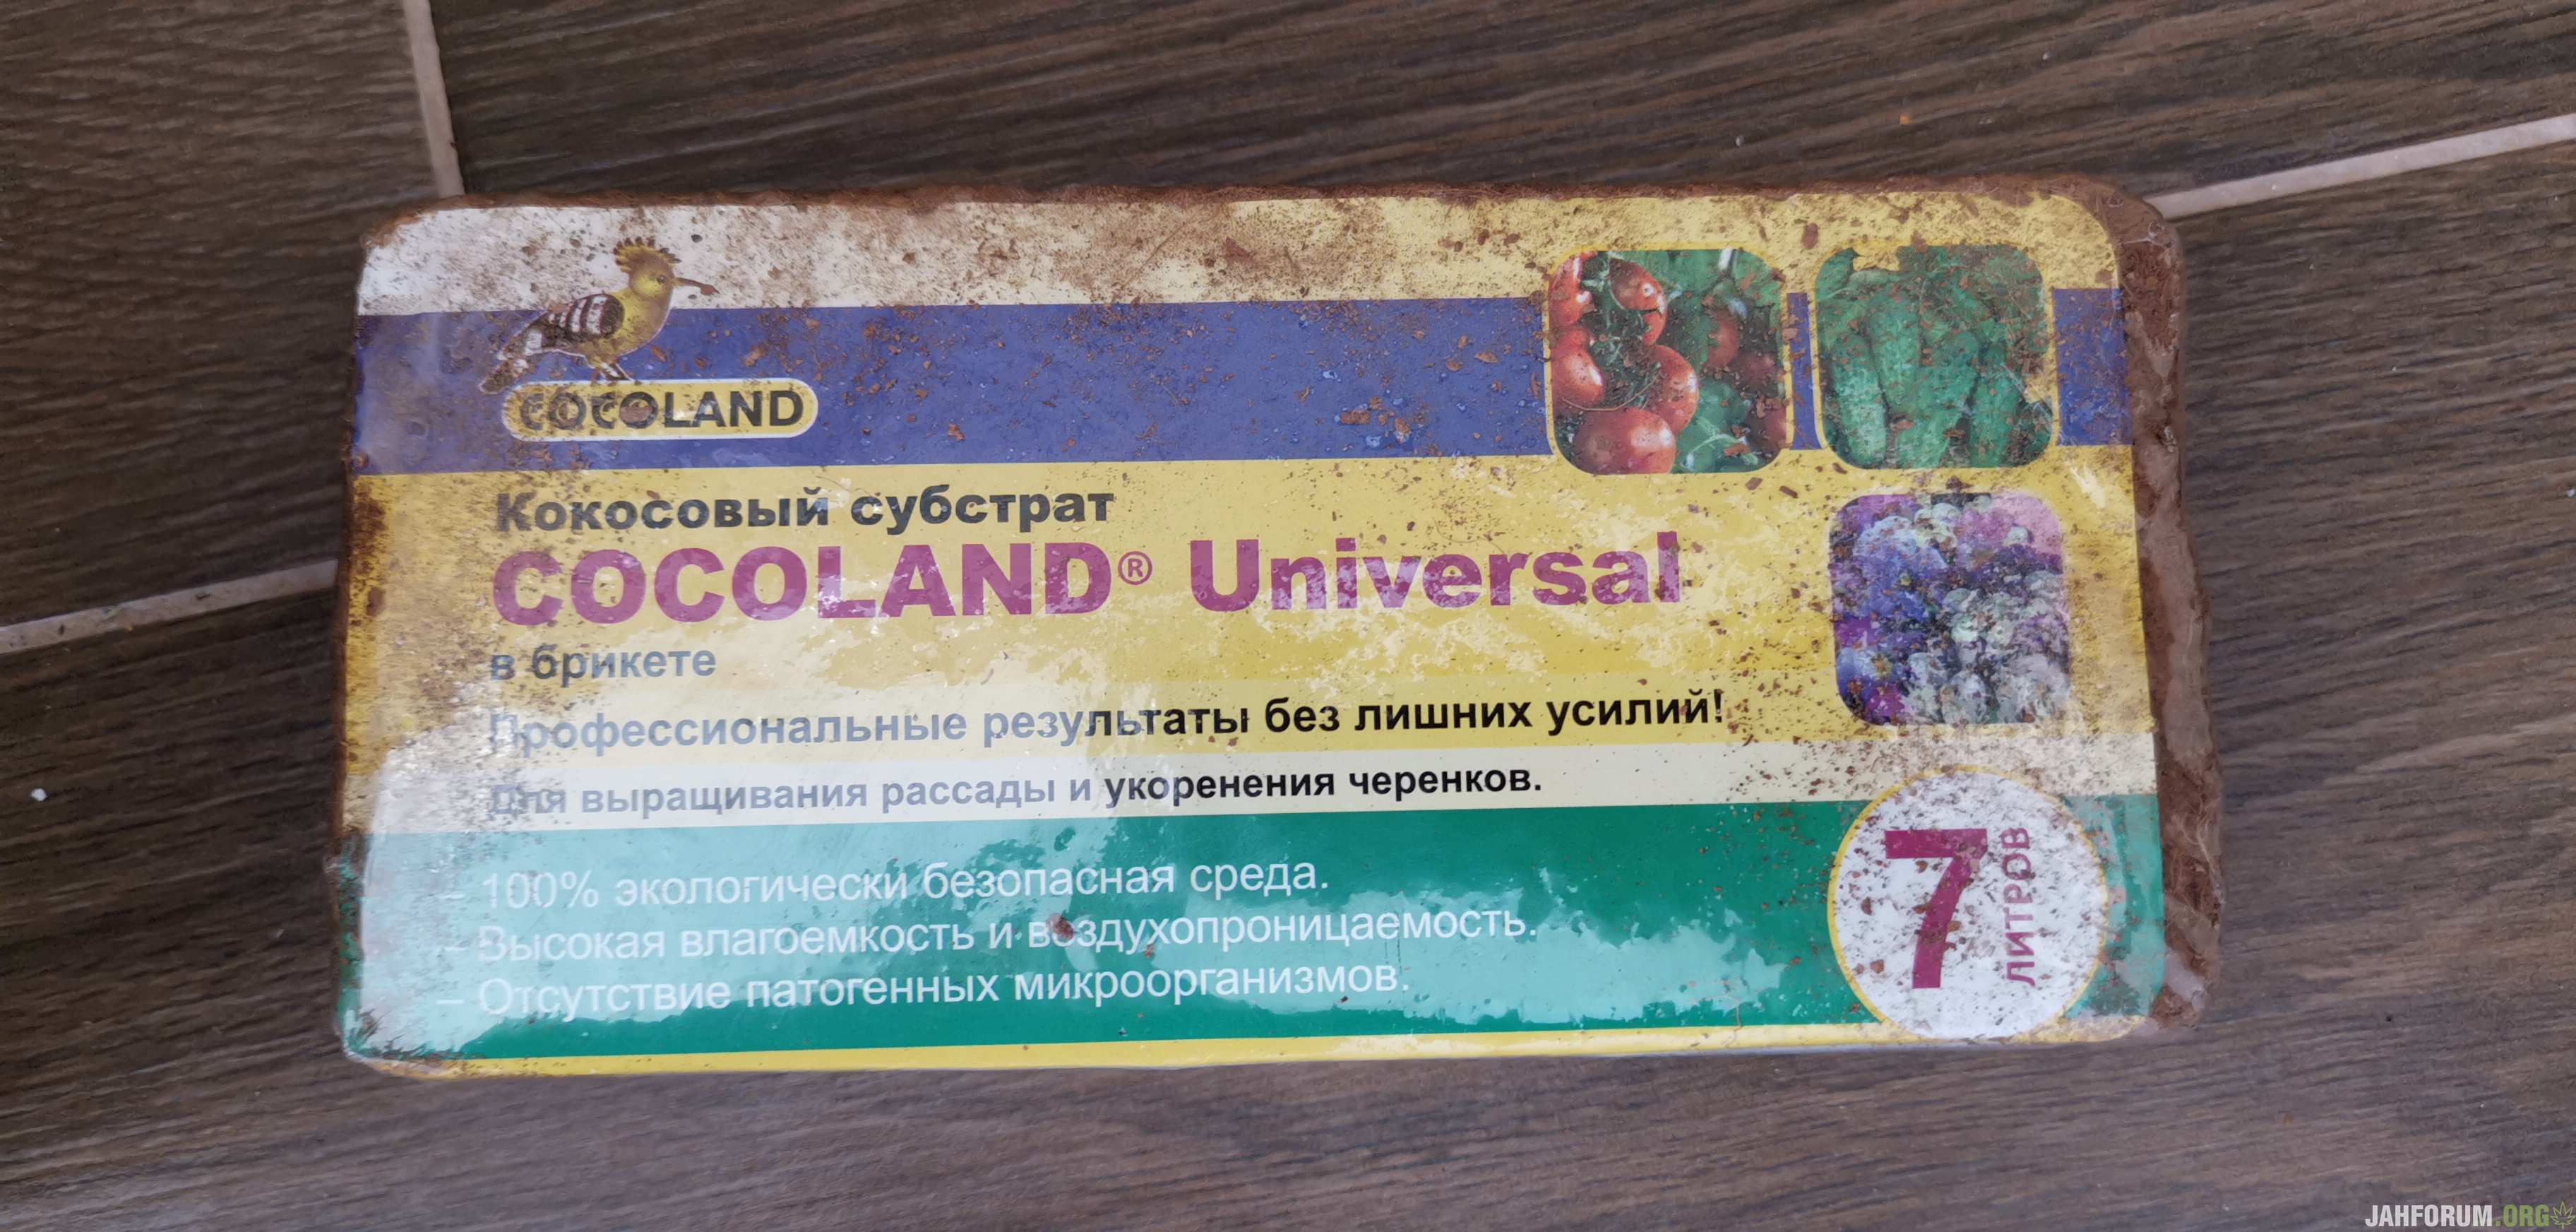 COCOLAND
Кокосовый субстрат
COCOLAND® Universal
в брикете
Профессиональные результаты без лишних усилий!
Для выращивания рассады и укоренения черенков.
– 100% экологически безопасная среда.
– Высокая влагоемкость и воздухопроницаемость.
– Отсутствие патогенных микроорганизмов.
7 ЛИТРОВ
JAHFORUM.ORG